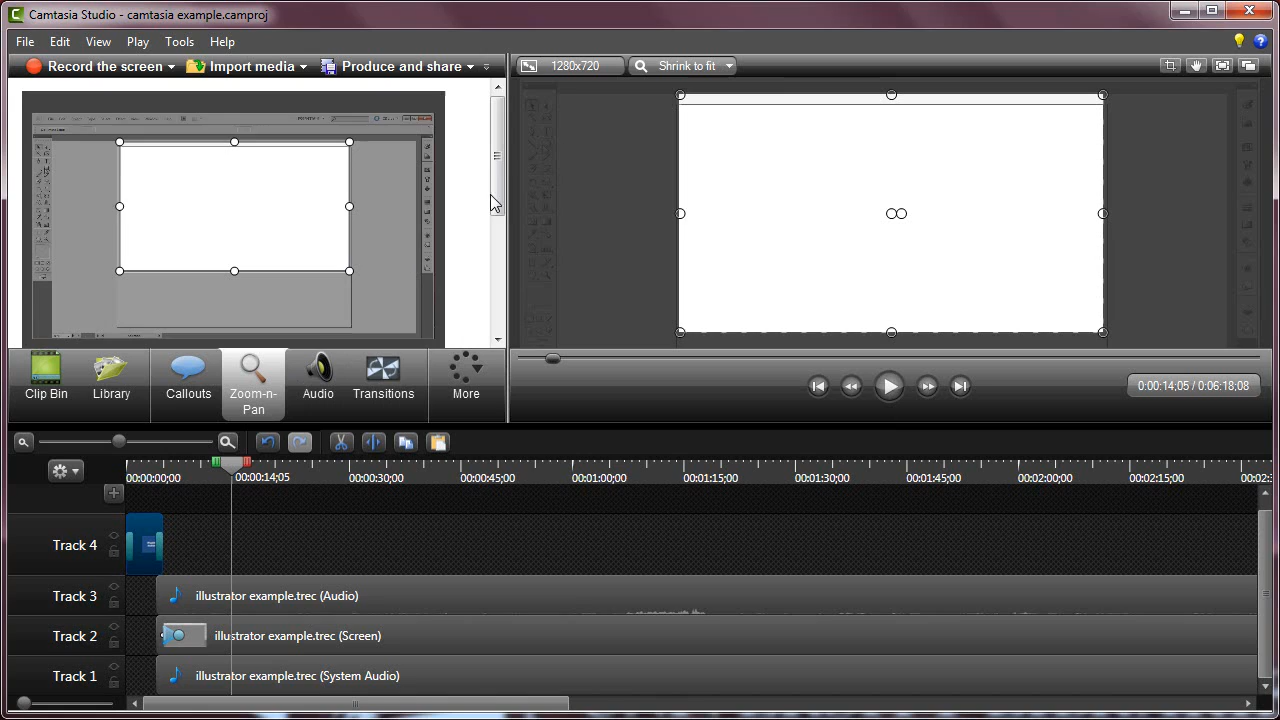 Camtasia Studio - camtasia example.camproj
File Edit View Play Tools Help
Record the screen Import media Produce and share
1280x720 Shrink to fit
Clip Bin Library Callouts Zoom-n-Pan Audio Transitions More
0:00:14;05 / 0:06:18;08
00:00:00;00 00:00:14;05 00:00:30;00 00:00:45;00 00:01:00;00 00:01:15;00 00:01:30;00 00:01:45;00 00:02:00;00 00:02:15;00
Track 4
Track 3 illustrator example.trec (Audio)
Track 2 illustrator example.trec (Screen)
Track 1 illustrator example.trec (System Audio)